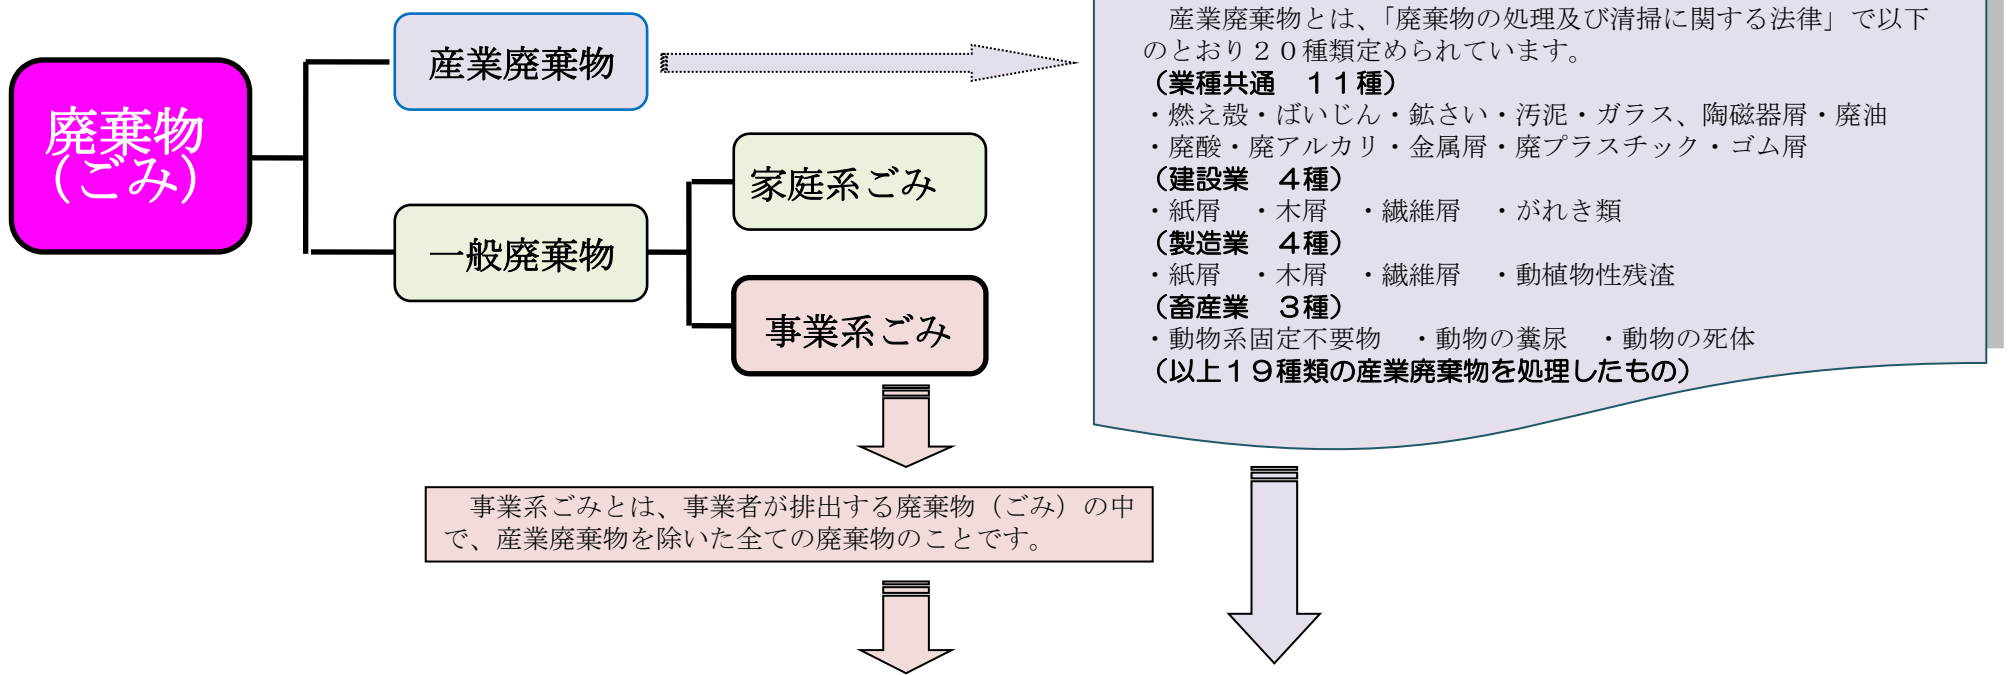 廃棄物
（ごみ）
産業廃棄物
一般廃棄物
家庭系ごみ
事業系ごみ
産業廃棄物とは、「廃棄物の処理及び清掃に関する法律」で以下
のとおり２０種類定められています。
（業種共通　１１種）
・燃え殻・ばいじん・鉱さい・汚泥・ガラス、陶磁器屑・廃油
・廃酸・廃アルカリ・金属屑・廃プラスチック・ゴム屑
（建設業　４種）
・紙屑　・木屑　・繊維屑　・がれき類
（製造業　４種）
・紙屑　・木屑　・繊維屑　・動植物性残渣
（畜産業　３種）
・動物系固定不要物　・動物の糞尿　・動物の死体
（以上１９種類の産業廃棄物を処理したもの）
事業系ごみとは、事業者が排出する廃棄物（ごみ）の中
で、産業廃棄物を除いた全ての廃棄物のことです。